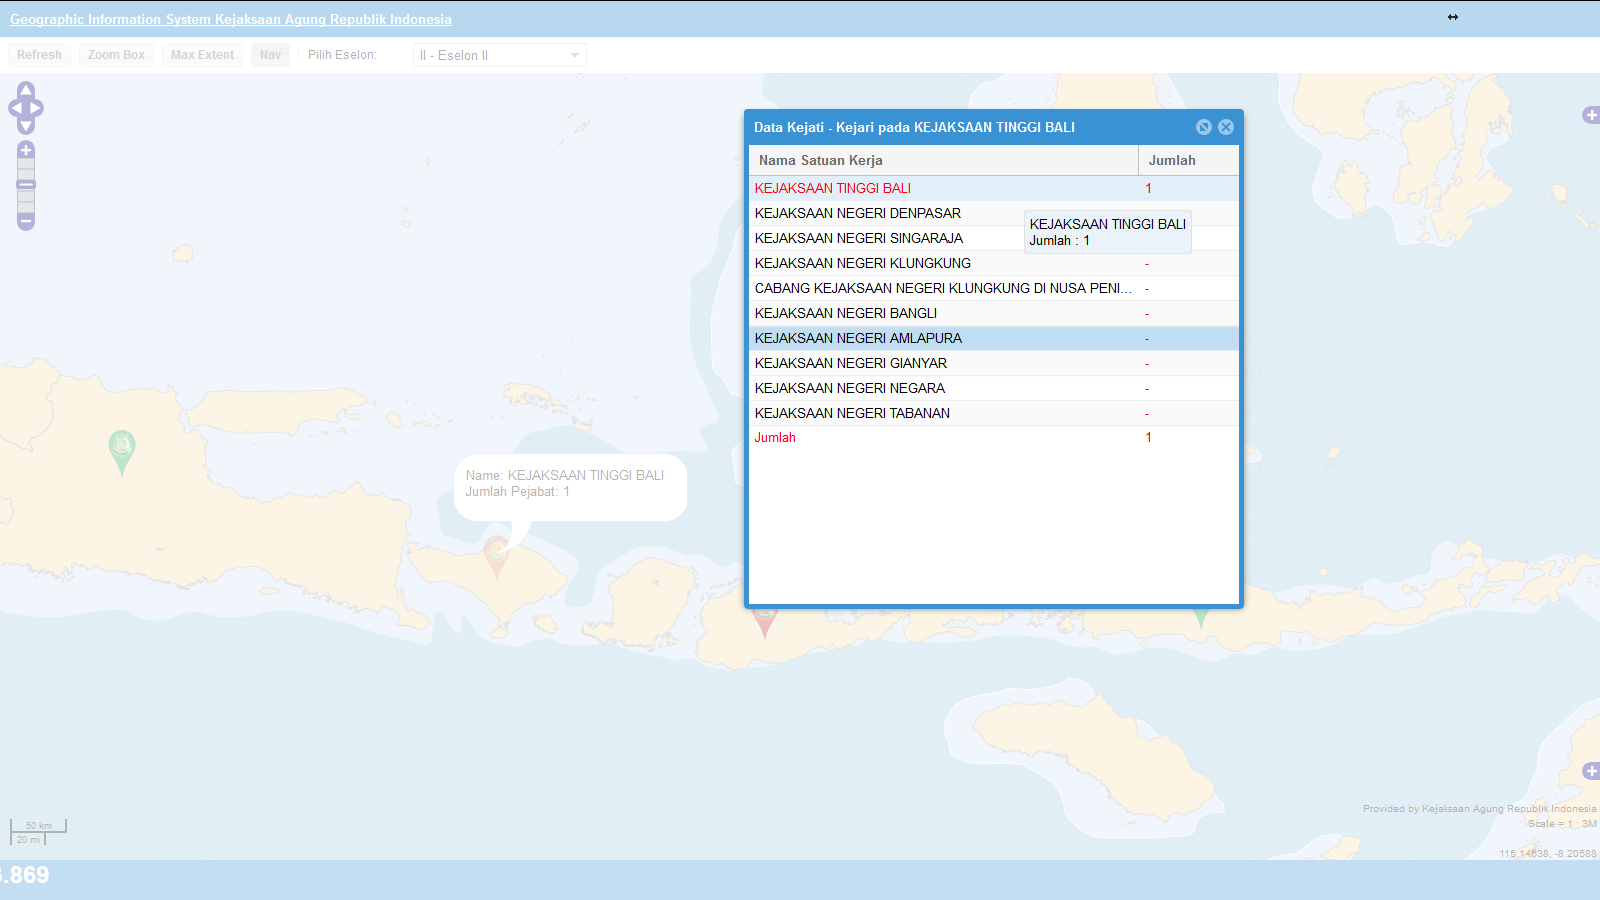 Geographic Information System Kejaksaan Agung Republik Indonesia
Refresh Zoom Box Max Extent Nav Pilih Eselon: II - Eselon II
Data Kejati - Kejari pada KEJAKSAAN TINGGI BALI
Nama Satuan Kerja Jumlah
KEJAKSAAN TINGGI BALI 1
KEJAKSAAN NEGERI DENPASAR
KEJAKSAAN NEGERI SINGARAJA
KEJAKSAAN TINGGI BALI
Jumlah : 1
KEJAKSAAN NEGERI KLUNGKUNG -
CABANG KEJAKSAAN NEGERI KLUNGKUNG DI NUSA PENI... -
KEJAKSAAN NEGERI BANGLI -
KEJAKSAAN NEGERI AMLAPURA -
KEJAKSAAN NEGERI GIANYAR -
KEJAKSAAN NEGERI NEGARA -
KEJAKSAAN NEGERI TABANAN -
Jumlah 1
Name: KEJAKSAAN TINGGI BALI
Jumlah Pejabat: 1
50 km
20 mi
Provided by Kejaksaan Agung Republik Indonesia
Scale = 1 : 3M
115.14638, -8.20588
.869